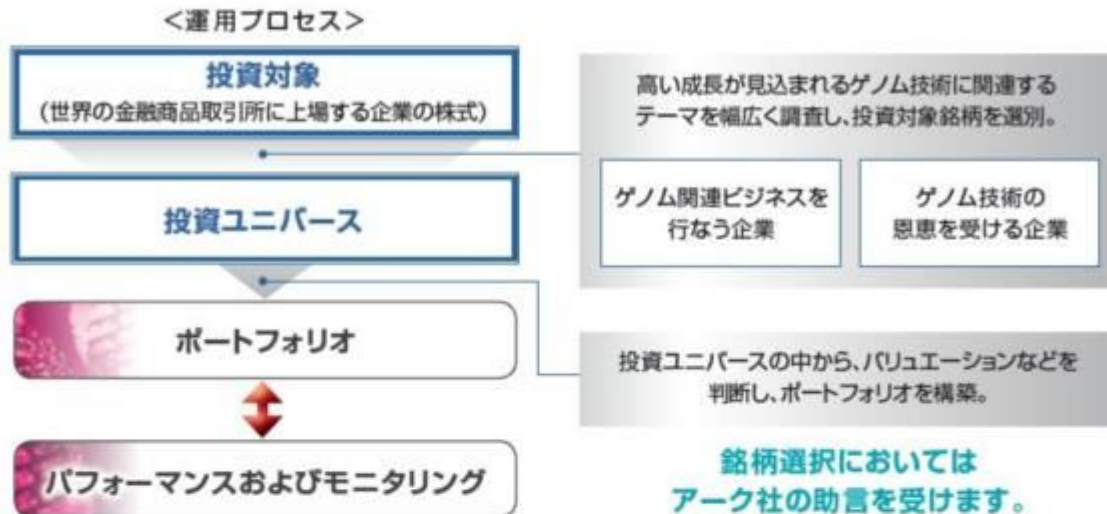 ＜運用プロセス＞
投資対象
（世界の金融商品取引所に上場する企業の株式）
高い成長が見込まれるゲノム技術に関連する
テーマを幅広く調査し、投資対象銘柄を選別。
ゲノム関連ビジネスを
行なう企業
ゲノム技術の
恩恵を受ける企業
投資ユニバース
ポートフォリオ
投資ユニバースの中から、バリュエーションなどを
判断し、ポートフォリオを構築。
パフォーマンスおよびモニタリング
銘柄選択においては
アーク社の助言を受けます。